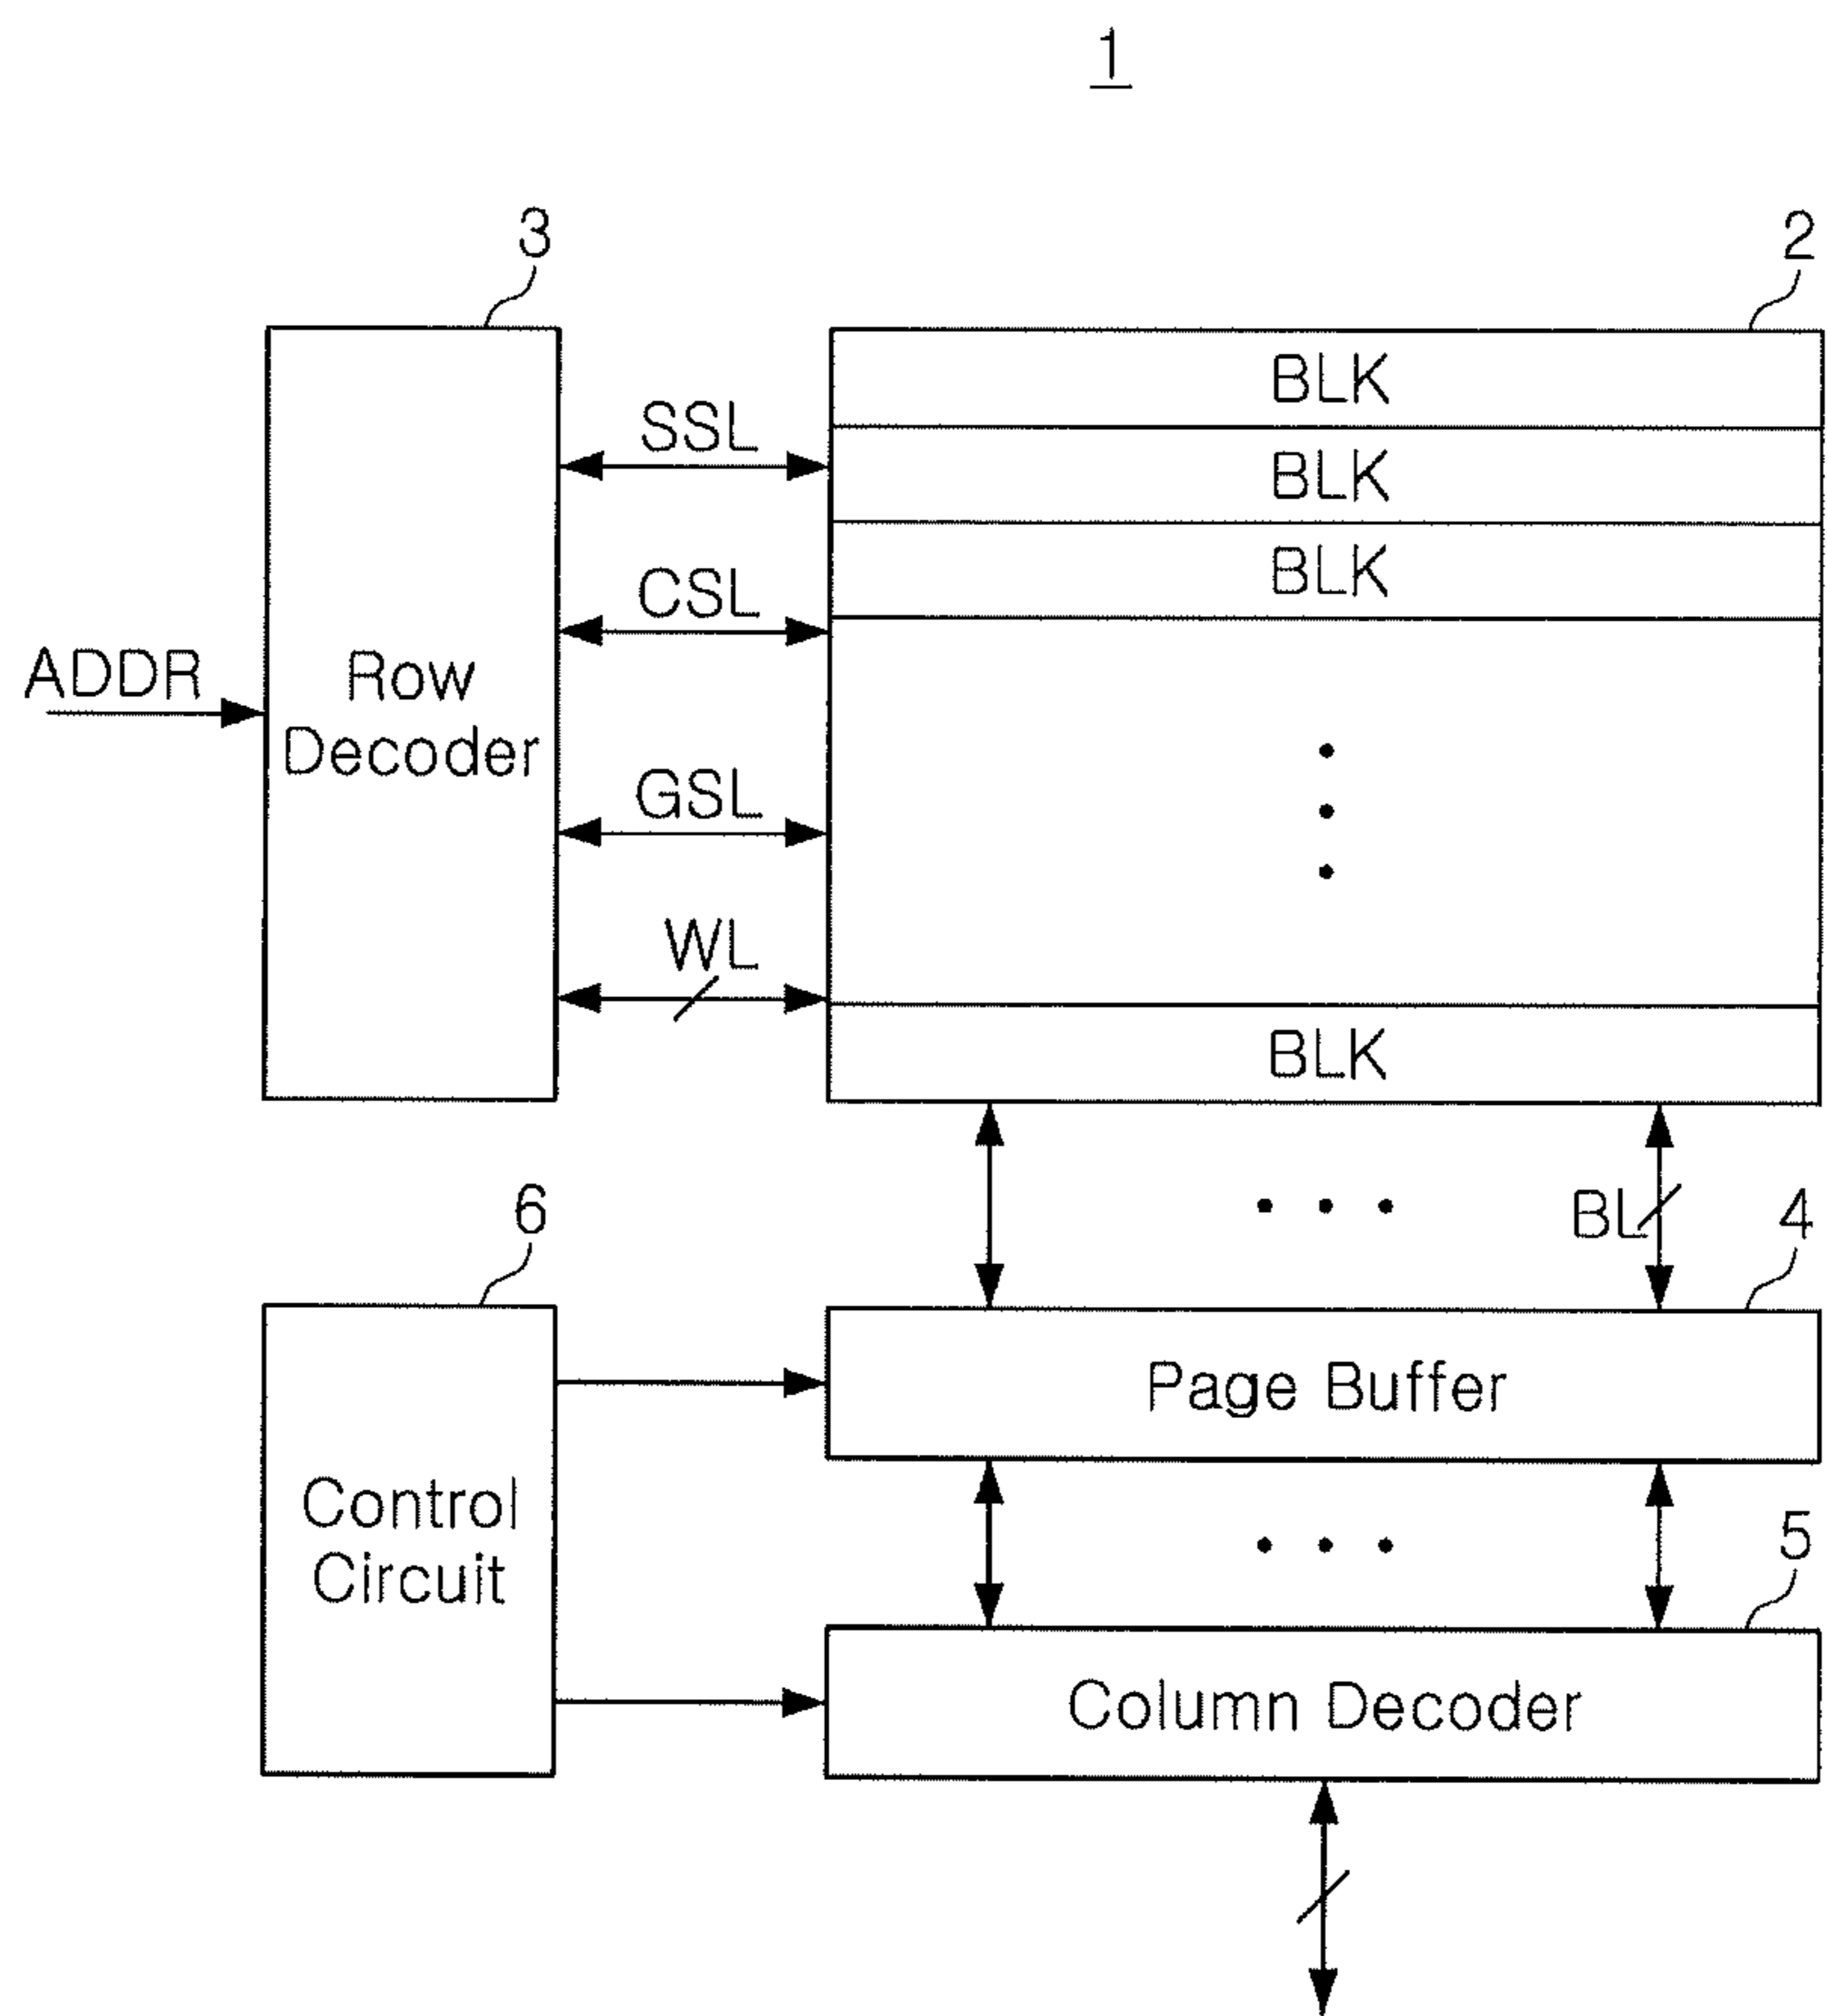 1
3
2
BLK
SSL
BLK
CSL
BLK
ADDR
Row
Decoder
GSL
WL
BLK
6
BL
4
Page Buffer
Control
Circuit
5
Column Decoder